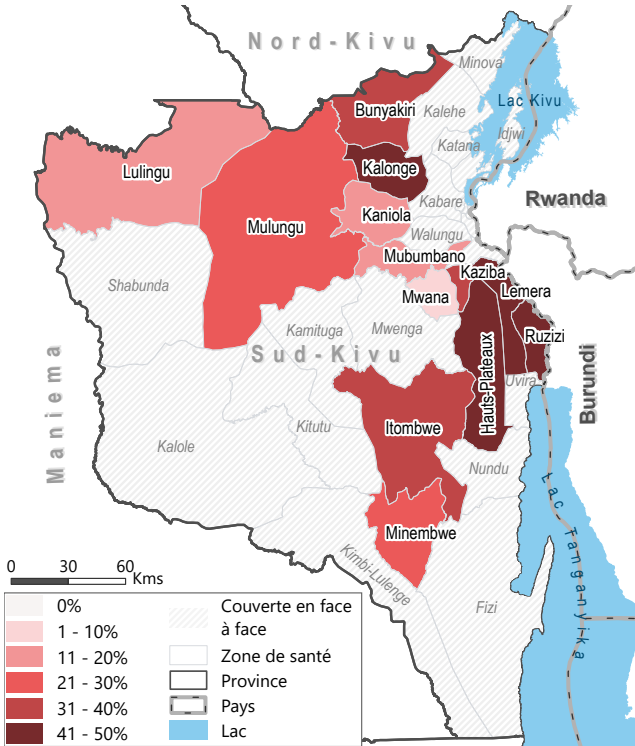 Nord-Kivu
Minova
Bunyakiri
Kalehe
Lac Kivu
Idjwi
Katana
Lulingu
Kalonge
Kabare
Rwanda
Kaniola
Mulungu
Walungu
Mubumbano
Kaziba
Shabunda
Mwana
Lemera
Kamituga
Mwenga
Ruzizi
Sud-Kivu
Uvira
Maniema
Hauts-Plateaux
Burundi
Kitutu
Itombwe
Kalole
Nundu
Lac Tanganyika
Minembwe
Kimbi-Lulenge
Fizi
0 30 60
Kms
0%
1 - 10%
11 - 20%
21 - 30%
31 - 40%
41 - 50%
Couverte en face
à face
Zone de santé
Province
Pays
Lac